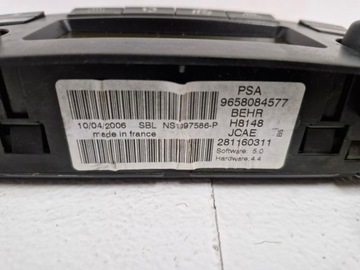 PSA
9658084577
BEHR
H8148
JCAE
281160311
Software: 5.0
Hardware: 4.4
10/04/2006 SBL NS1197586-P
made in france